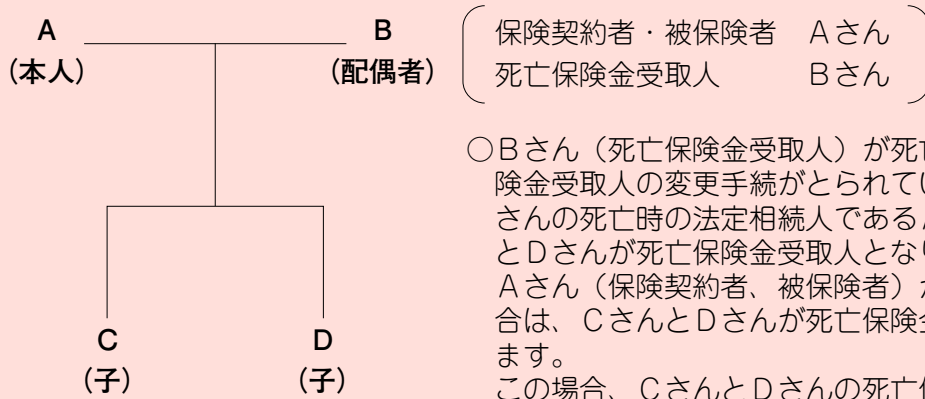 A
(本人)
B
(配偶者)
保険契約者・被保険者　Aさん
死亡保険金受取人　Bさん
○Bさん（死亡保険金受取人）が死亡
険金受取人の変更手続がとられてい
さんの死亡時の法定相続人である
とDさんが死亡保険金受取人とな
Aさん（保険契約者、被保険者）
合は、CさんとDさんが死亡保険金
ます。
この場合、CさんとDさんの死亡
C
(子)
D
(子)